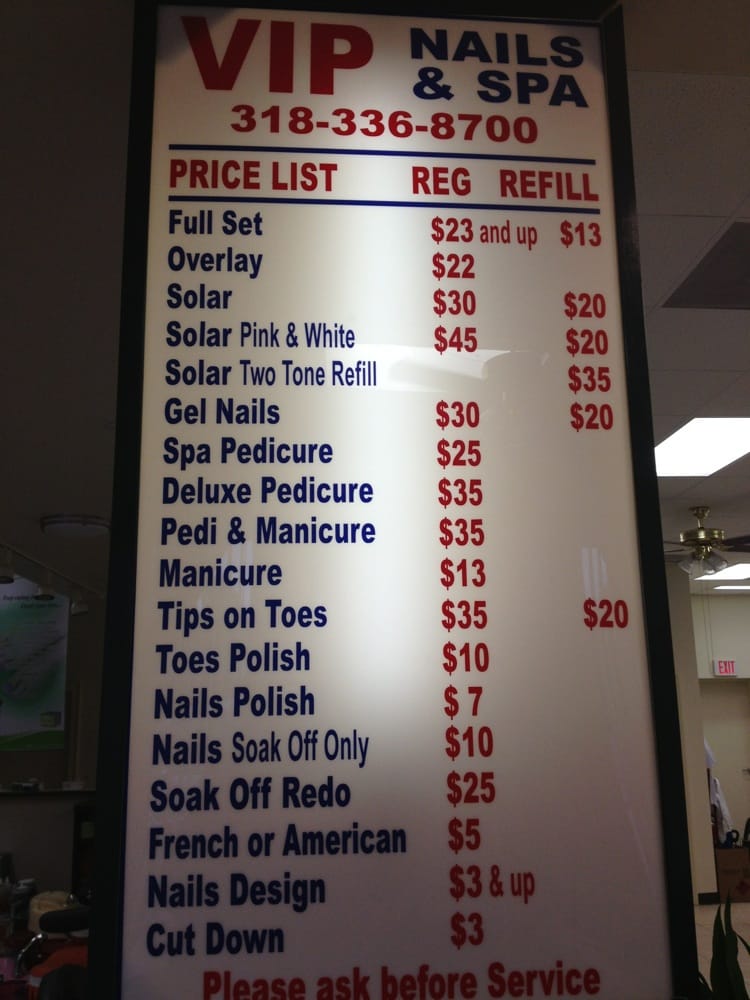 VIP NAILS & SPA
318-336-8700
PRICE LIST REG REFILL
Full Set $23 and up $13
Overlay $22
Solar $30 $20
Solar Pink & White $45 $20
Solar Two Tone Refill $35
Gel Nails $30 $20
Spa Pedicure $25
Deluxe Pedicure $35
Pedi & Manicure $35
Manicure $13
Tips on Toes $35 $20
Toes Polish $10
Nails Polish $ 7
Nails Soak Off Only $10
Soak Off Redo $25
French or American $5
Nails Design $3 & up
Cut Down $3
Please ask before Service
EXIT